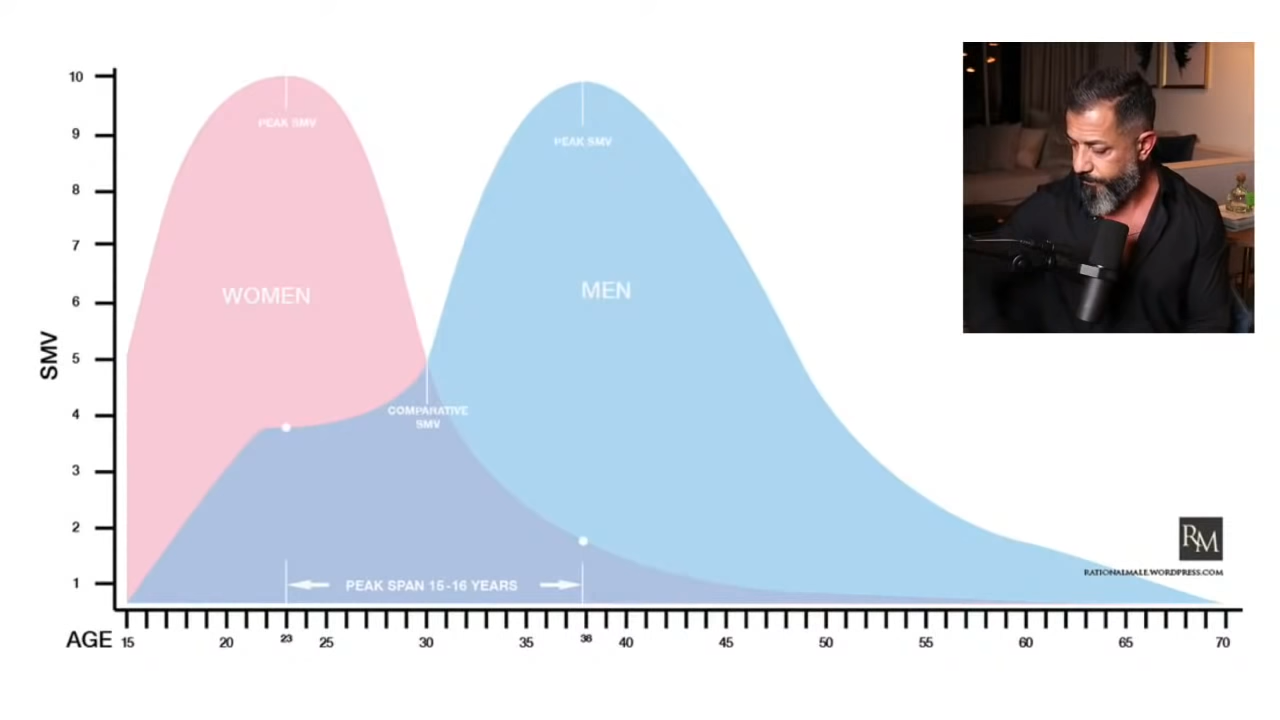 10
9
8
7
6
5
4
3
2
1
SMV
PEAK SMV
PEAK SMV
WOMEN
MEN
COMPARATIVE
SMV
PEAK SPAN 15-16 YEARS
RM
RATIONALMALE.WORDPRESS.COM
AGE 15 20 23 25 30 35 38 40 45 50 55 60 65 70